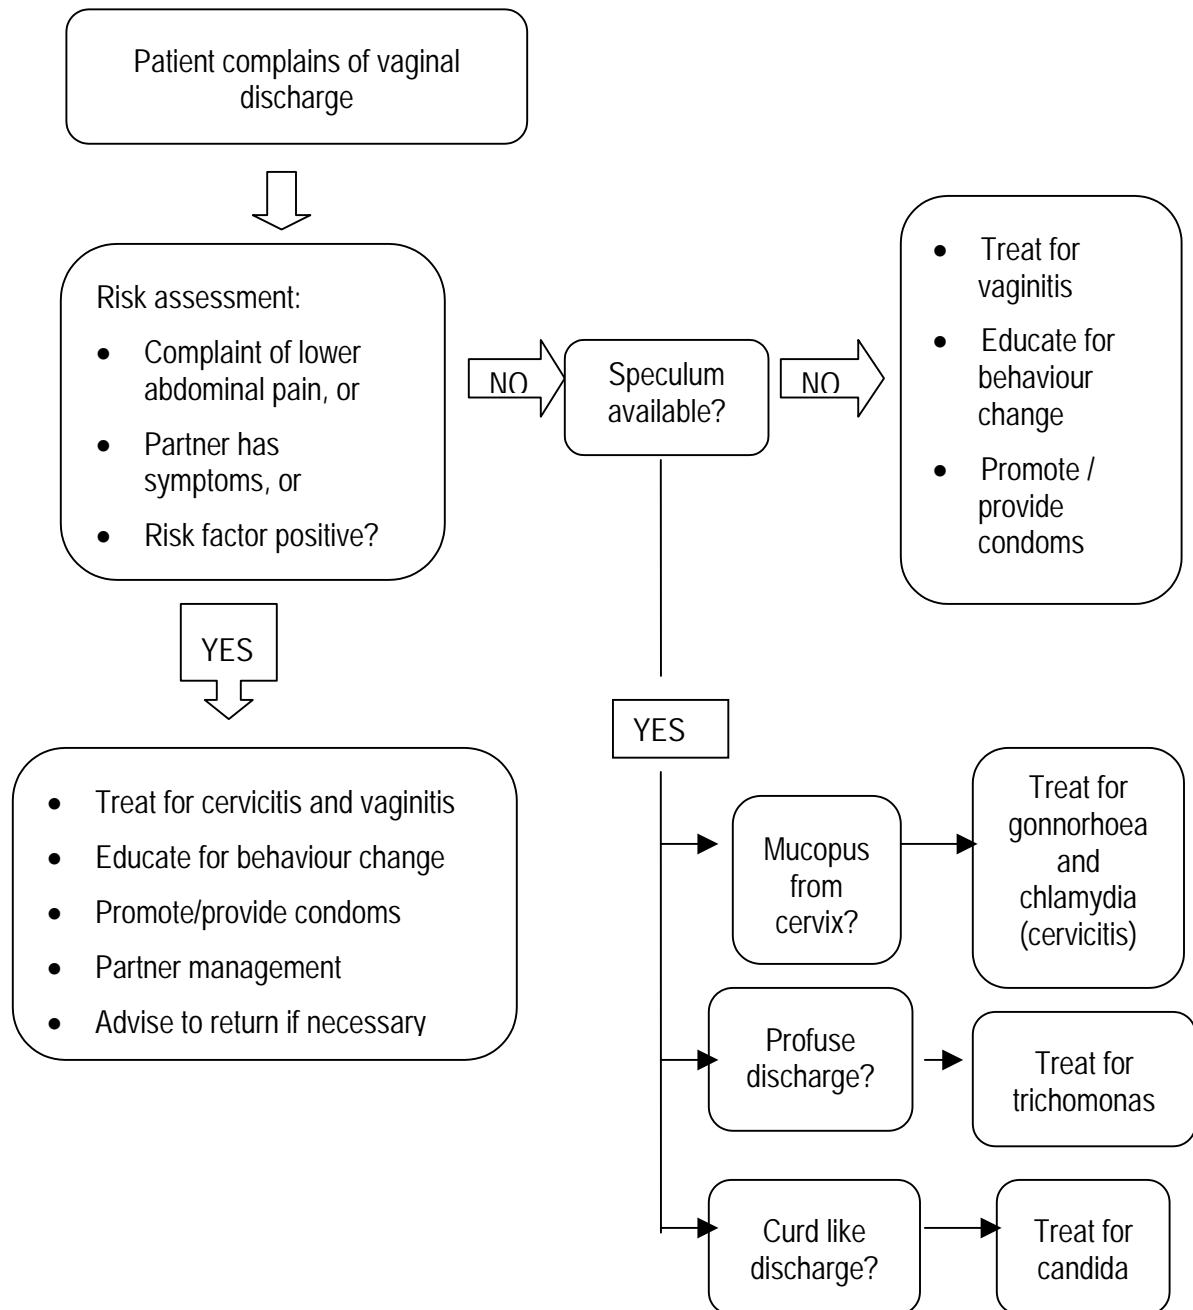 Patient complains of vaginal
discharge
Risk assessment:
• Complaint of lower
abdominal pain, or
• Partner has
symptoms, or
• Risk factor positive?
NO
Speculum
available?
NO
• Treat for
vaginitis
• Educate for
behaviour
change
• Promote /
provide
condoms
YES
• Treat for cervicitis and vaginitis
• Educate for behaviour change
• Promote/provide condoms
• Partner management
• Advise to return if necessary
YES
Mucopus
from
cervix?
Treat for
gonnorhoea
and
chlamydia
(cervicitis)
Profuse
discharge?
Treat for
trichomonas
Curd like
discharge?
Treat for
candida